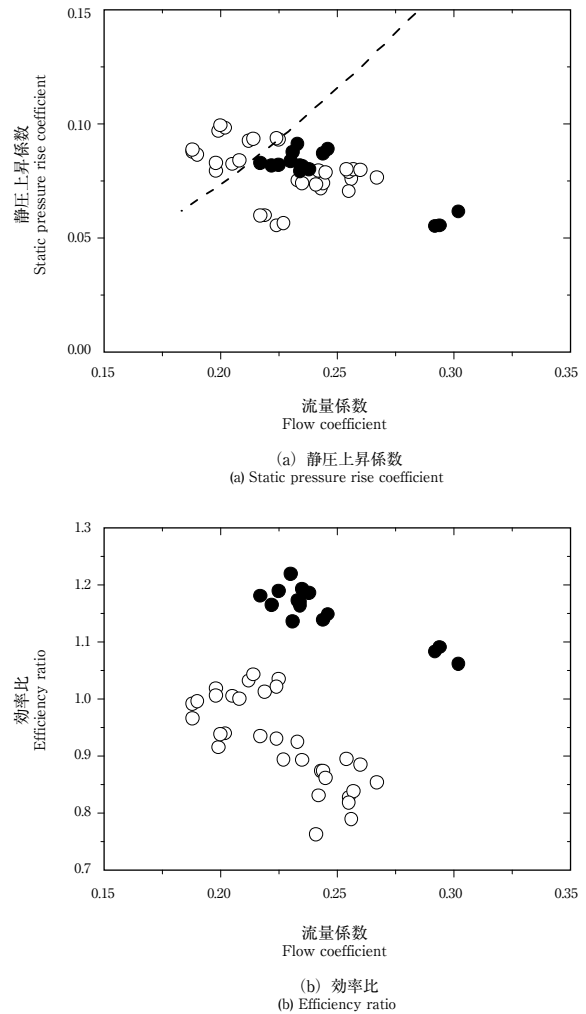 0.15
0.10
0.05
0.00
静圧上昇係数
Static pressure rise coefficient
0.15 0.20 0.25 0.30 0.35
流量係数
Flow coefficient
(a) 静圧上昇係数
(a) Static pressure rise coefficient
1.3
1.2
1.1
1.0
0.9
0.8
0.7
効率比
Efficiency ratio
0.15 0.20 0.25 0.30 0.35
流量係数
Flow coefficient
(b) 効率比
(b) Efficiency ratio